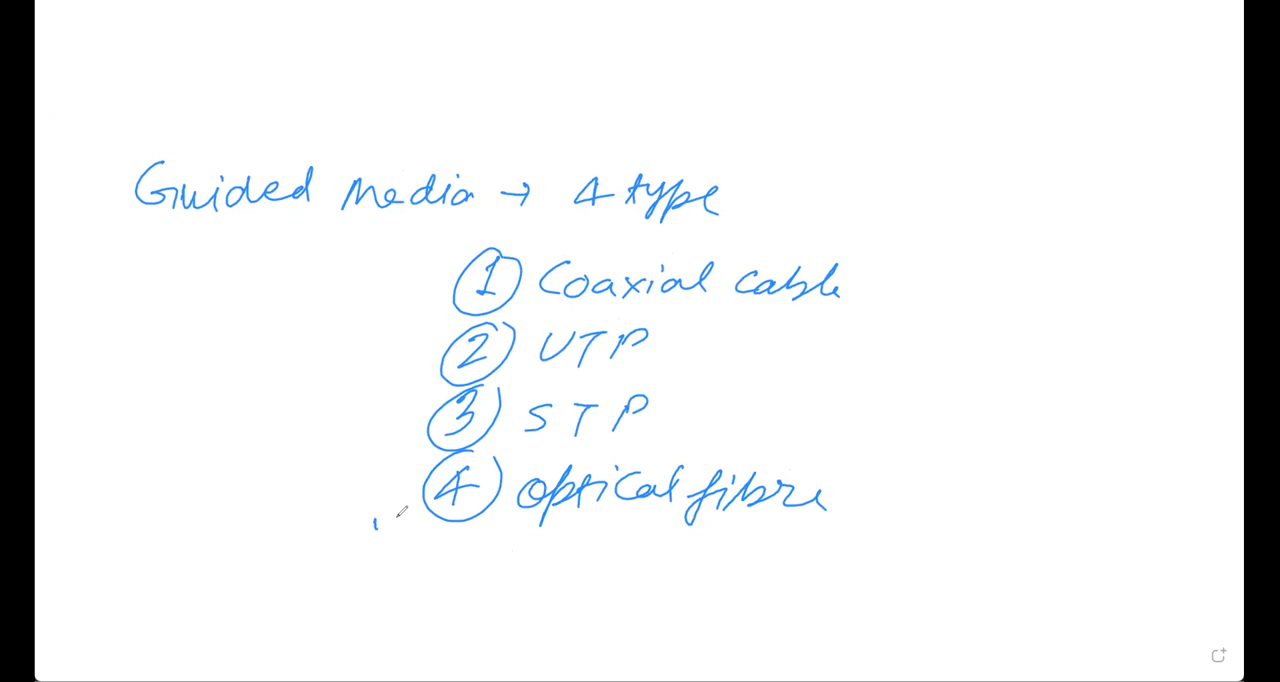 Guided Media → 4 type
① Coaxial cable
② UTP
③ STP
④ optical fibre